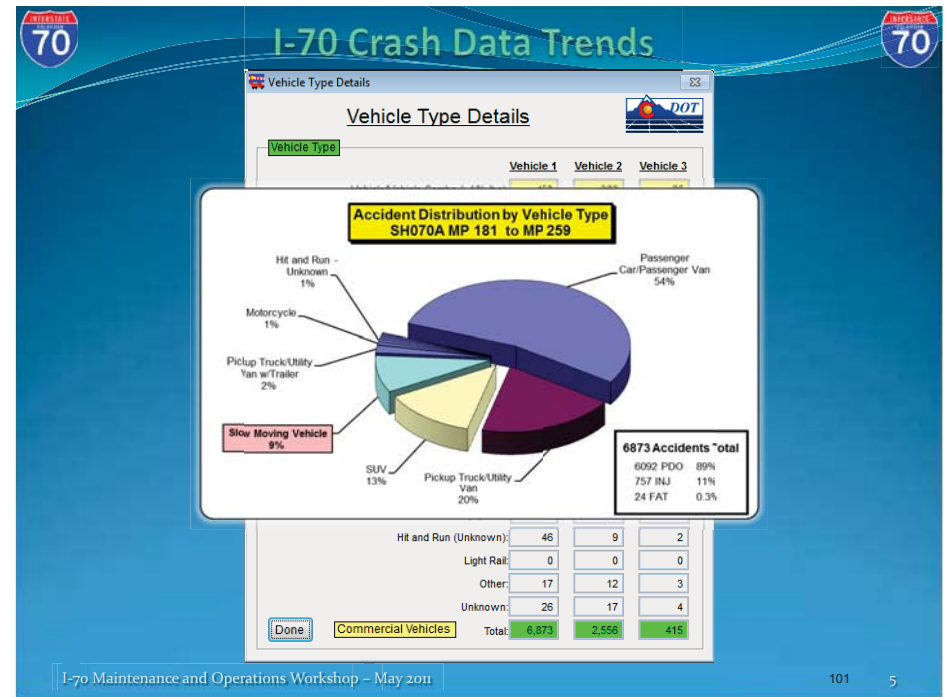 INTERSTATE
COLORADO
70
I-70 Crash Data Trends
INTERSTATE
COLORADO
70
Vehicle Type Details
Vehicle Type Details
DOT
Vehicle Type
Vehicle 1 Vehicle 2 Vehicle 3
Accident Distribution by Vehicle Type
SH070A MP 181 to MP 259
Hit and Run -
Unknown
1%
Passenger
Car/Passenger Van
54%
Motorcycle
1%
Pickup Truck/Utility
Van w/Trailer
2%
Slow Moving Vehicle
9%
SUV
13%
Pickup Truck/Utility
Van
20%
6873 Accidents Total
6092 PDO 89%
757 INJ 11%
24 FAT 0.3%
Hit and Run (Unknown): 46 9 2
Light Rail: 0 0 0
Other: 17 12 3
Unknown: 26 17 4
Done Commercial Vehicles Total: 6,873 2,556 415
I-70 Maintenance and Operations Workshop – May 2011 101 5